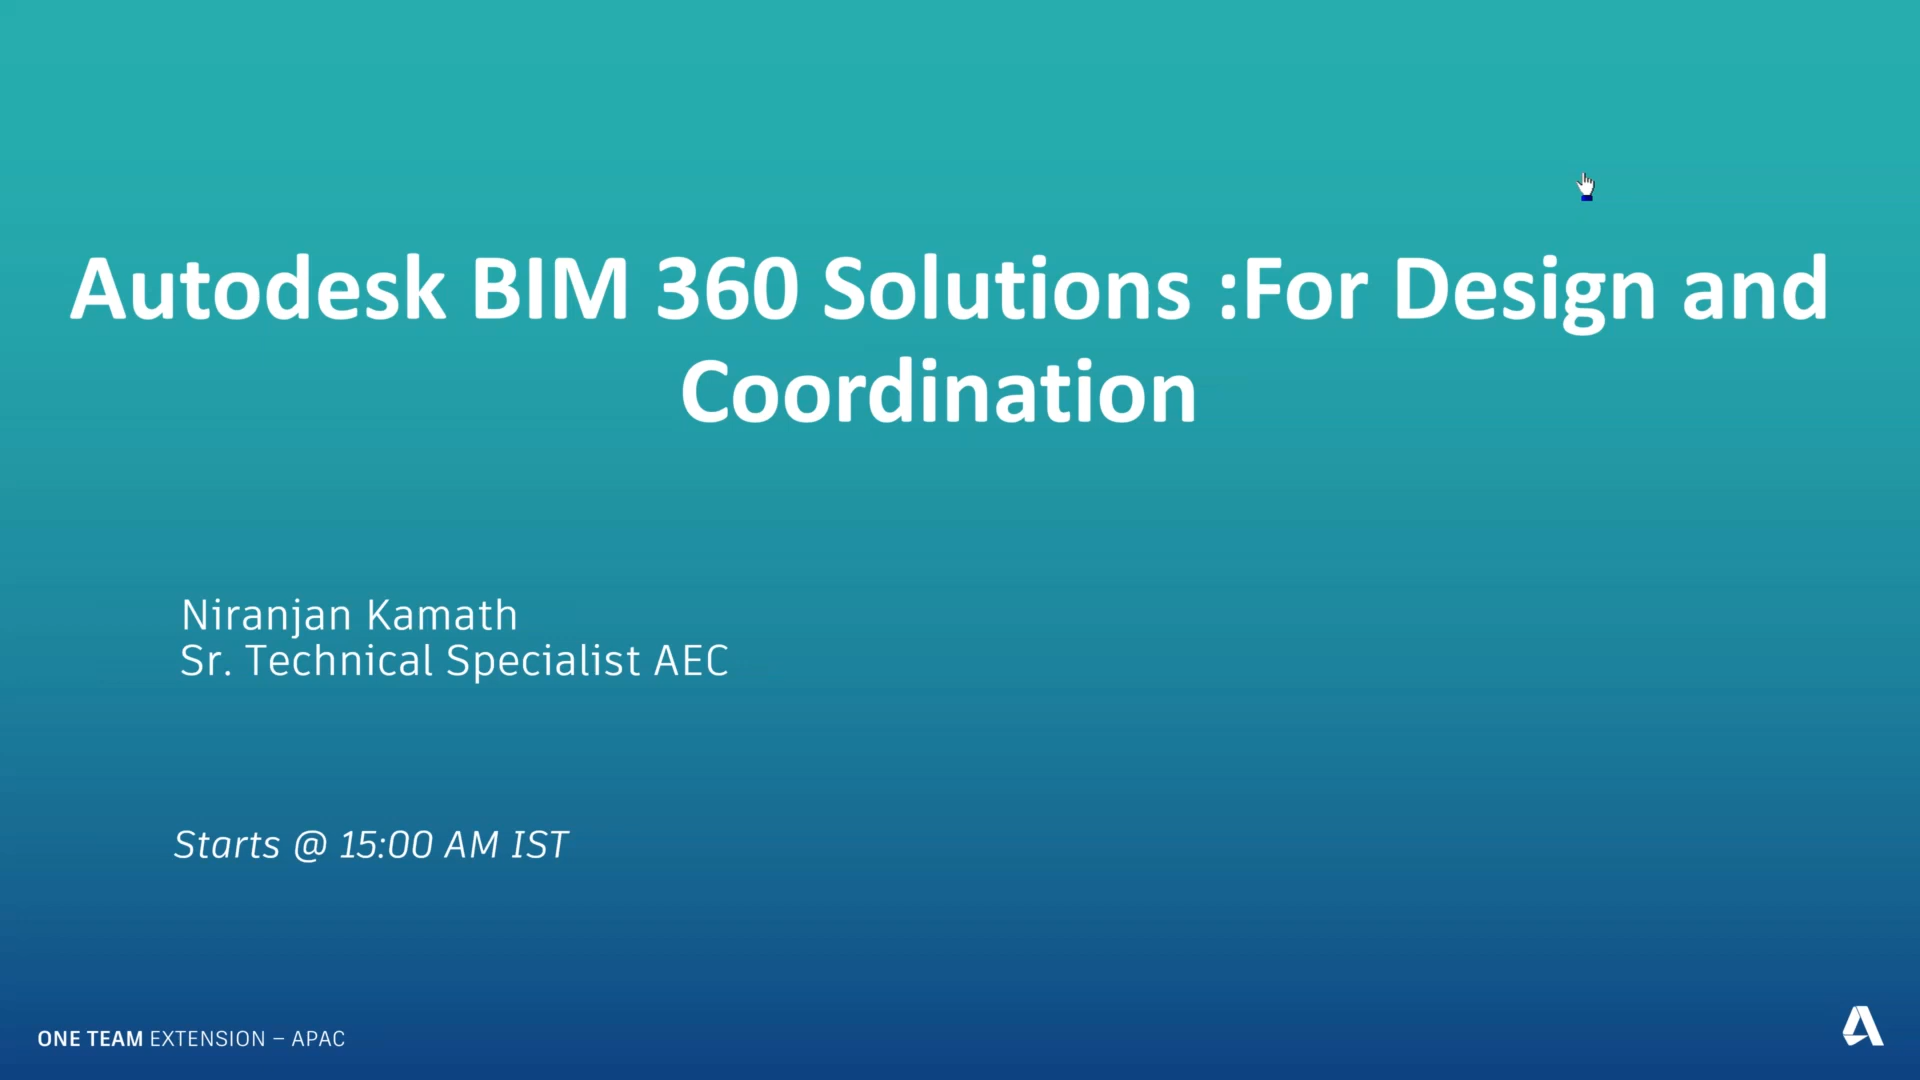 Autodesk BIM 360 Solutions :For Design and
Coordination
Niranjan Kamath
Sr. Technical Specialist AEC
Starts @ 15:00 AM IST
ONE TEAM EXTENSION – APAC